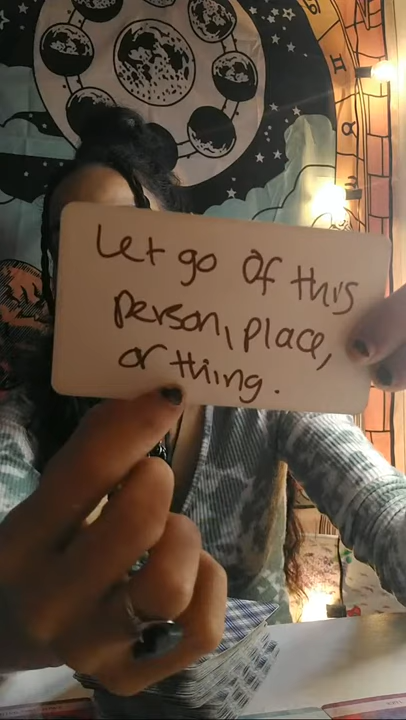 Let go of this
person, place,
or thing.